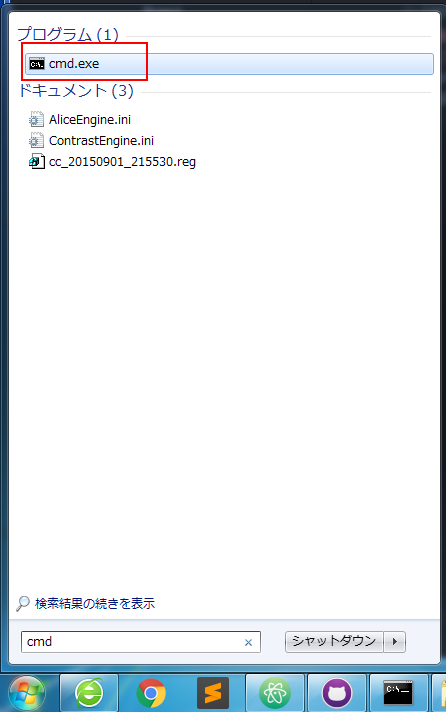 プログラム (1)
cmd.exe
ドキュメント (3)
AliceEngine.ini
ContrastEngine.ini
cc_20150901_215530.reg
検索結果の続きを表示
cmd
シャットダウン